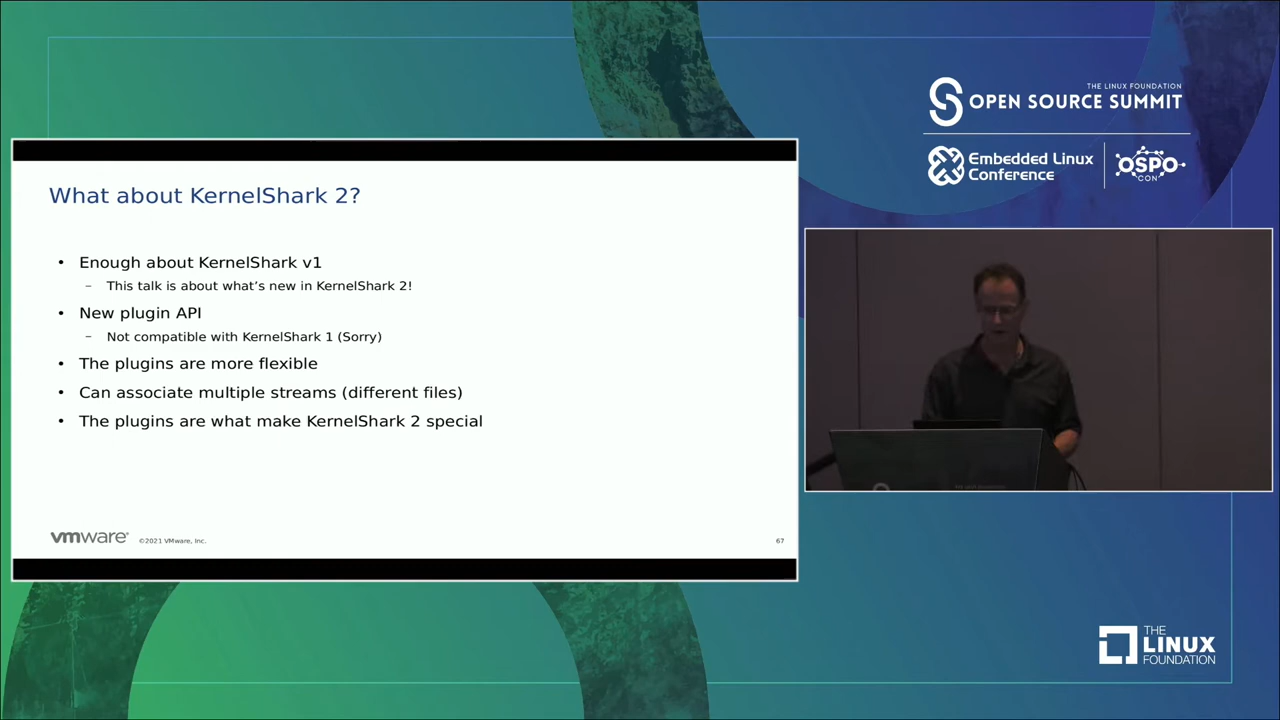 THE LINUX FOUNDATION
OPEN SOURCE SUMMIT
Embedded Linux
Conference
OSPO
CON
What about KernelShark 2?
• Enough about KernelShark v1
– This talk is about what's new in KernelShark 2!
• New plugin API
– Not compatible with KernelShark 1 (Sorry)
• The plugins are more flexible
• Can associate multiple streams (different files)
• The plugins are what make KernelShark 2 special
vmware®
©2021 VMware, Inc.
67
THE
LINUX
FOUNDATION